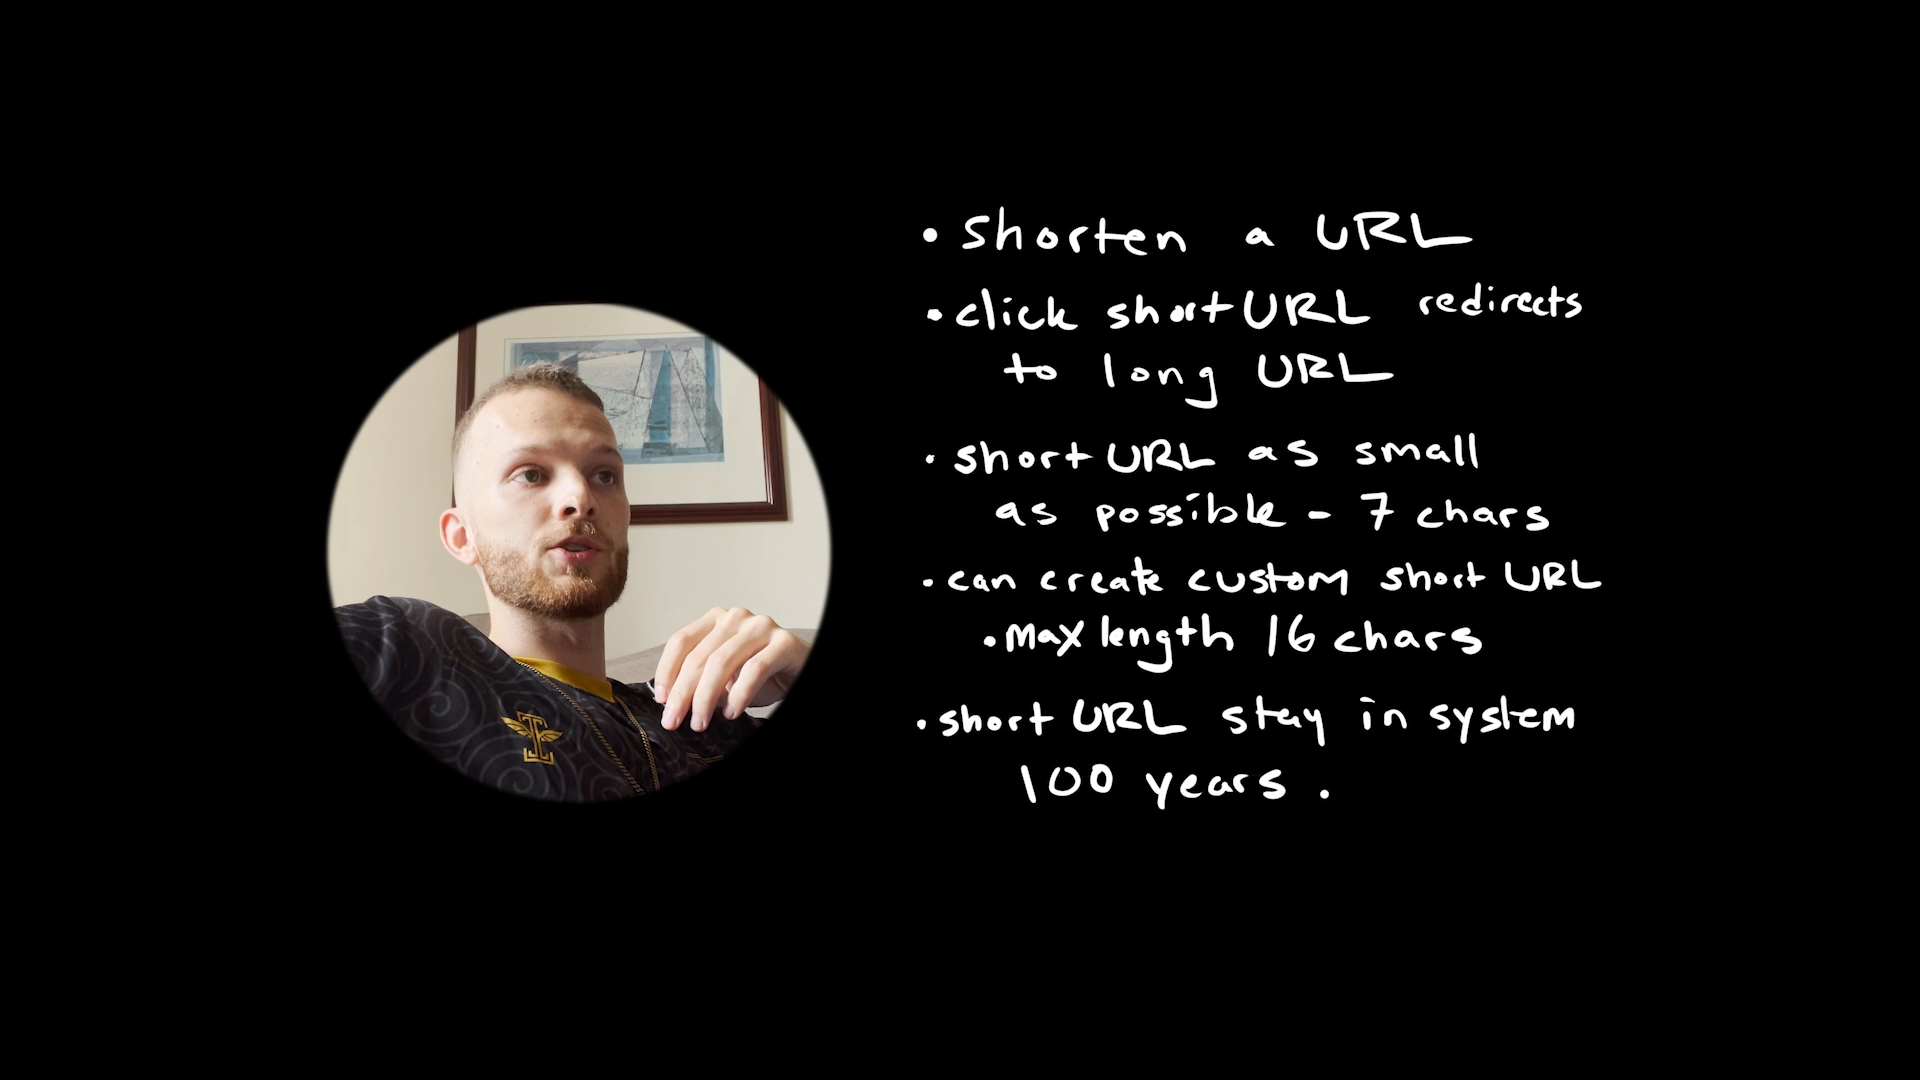 • shorten a URL
• click short URL redirects
to long URL
• short URL as small
as possible - 7 chars
• can create custom short URL
• max length 16 chars
• short URL stay in system
100 years .